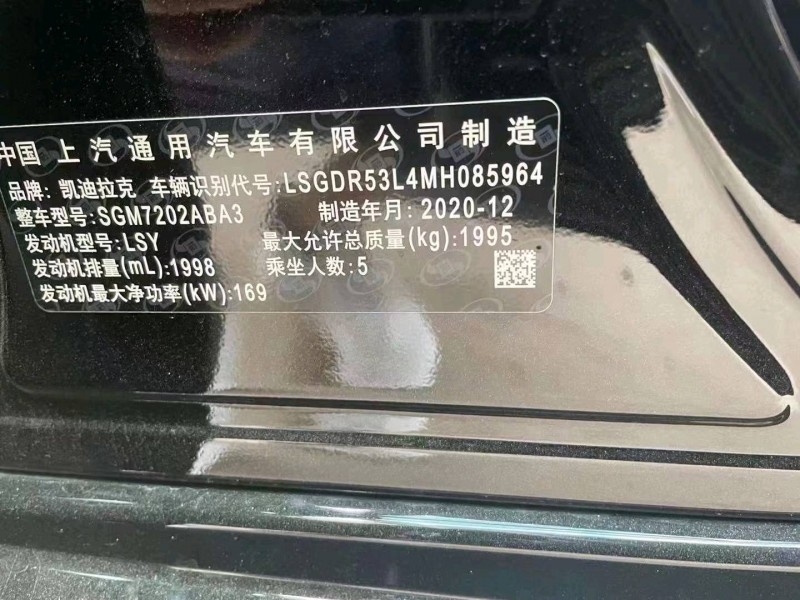 中国 上汽通用汽车有限公司制造
品牌: 凯迪拉克 车辆识别代号:LSGDR53L4MH085964
整车型号:SGM7202ABA3 制造年月: 2020-12
发动机型号:LSY 最大允许总质量(kg):1995
发动机排量(mL):1998 乘坐人数:5
发动机最大净功率(kW):169